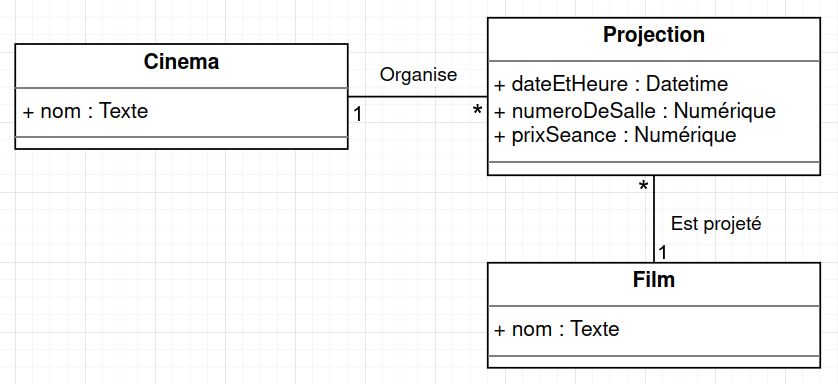 Cinema
+ nom : Texte
Organise
1
*
Projection
+ dateEtHeure : Datetime
+ numeroDeSalle : Numérique
+ prixSeance : Numérique
*
Est projeté
1
Film
+ nom : Texte